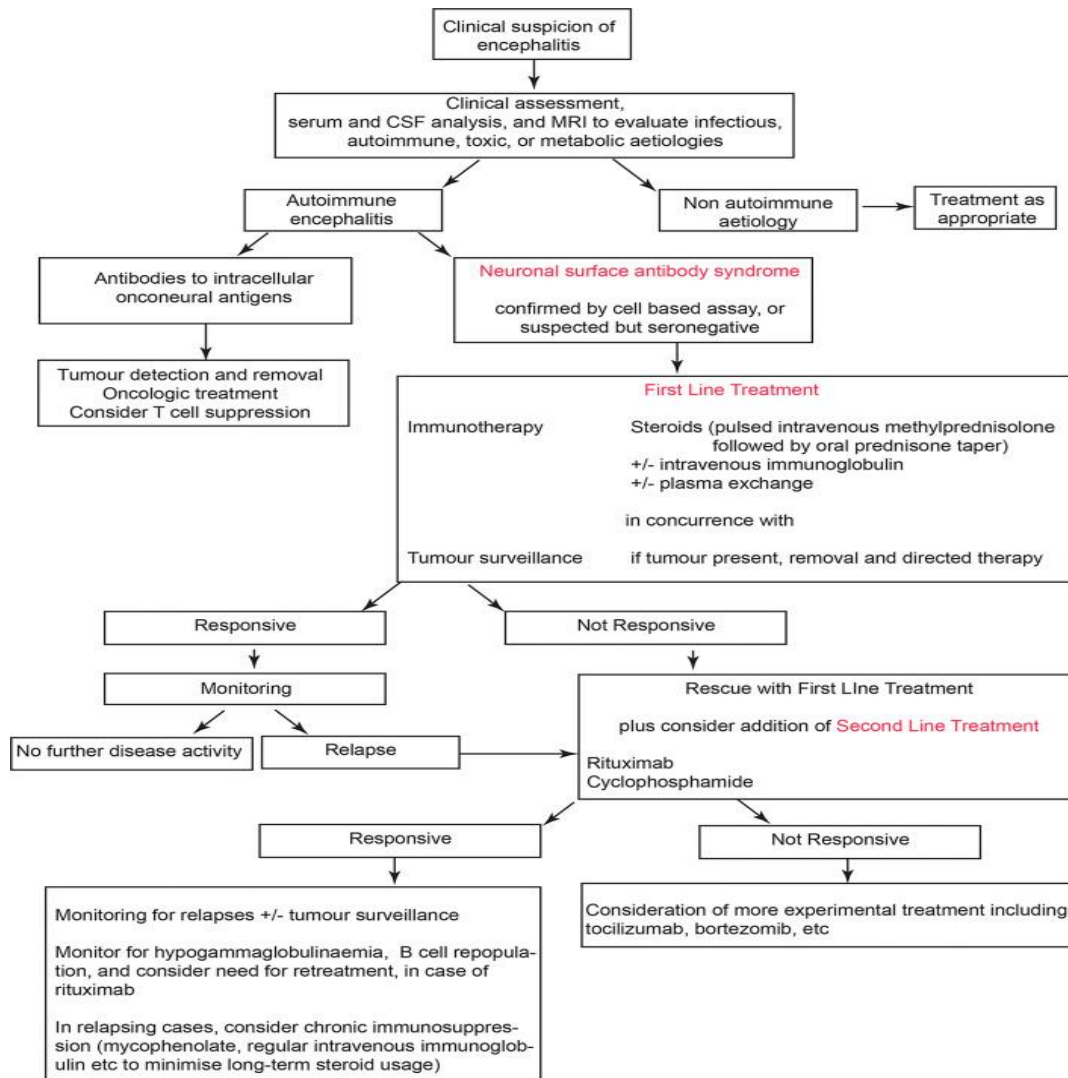 Clinical suspicion of
encephalitis
Clinical assessment,
serum and CSF analysis, and MRI to evaluate infectious,
autoimmune, toxic, or metabolic aetiologies
Autoimmune
encephalitis
Non autoimmune
aetiology
Treatment as
appropriate
Antibodies to intracellular
onconeural antigens
Neuronal surface antibody syndrome
confirmed by cell based assay, or
suspected but seronegative
Tumour detection and removal
Oncologic treatment
Consider T cell suppression
First Line Treatment
Immunotherapy Steroids (pulsed intravenous methylprednisolone
followed by oral prednisone taper)
+/- intravenous immunoglobulin
+/- plasma exchange
in concurrence with
Tumour surveillance if tumour present, removal and directed therapy
Responsive
Not Responsive
Monitoring
No further disease activity
Relapse
Rescue with First LIne Treatment
plus consider addition of Second Line Treatment
Rituximab
Cyclophosphamide
Responsive
Not Responsive
Monitoring for relapses +/- tumour surveillance
Monitor for hypogammaglobulinaemia, B cell repopula-
tion, and consider need for retreatment, in case of
rituximab
In relapsing cases, consider chronic immunosuppres-
sion (mycophenolate, regular intravenous immunoglob-
ulin etc to minimise long-term steroid usage)
Consideration of more experimental treatment including
tocilizumab, bortezomib, etc